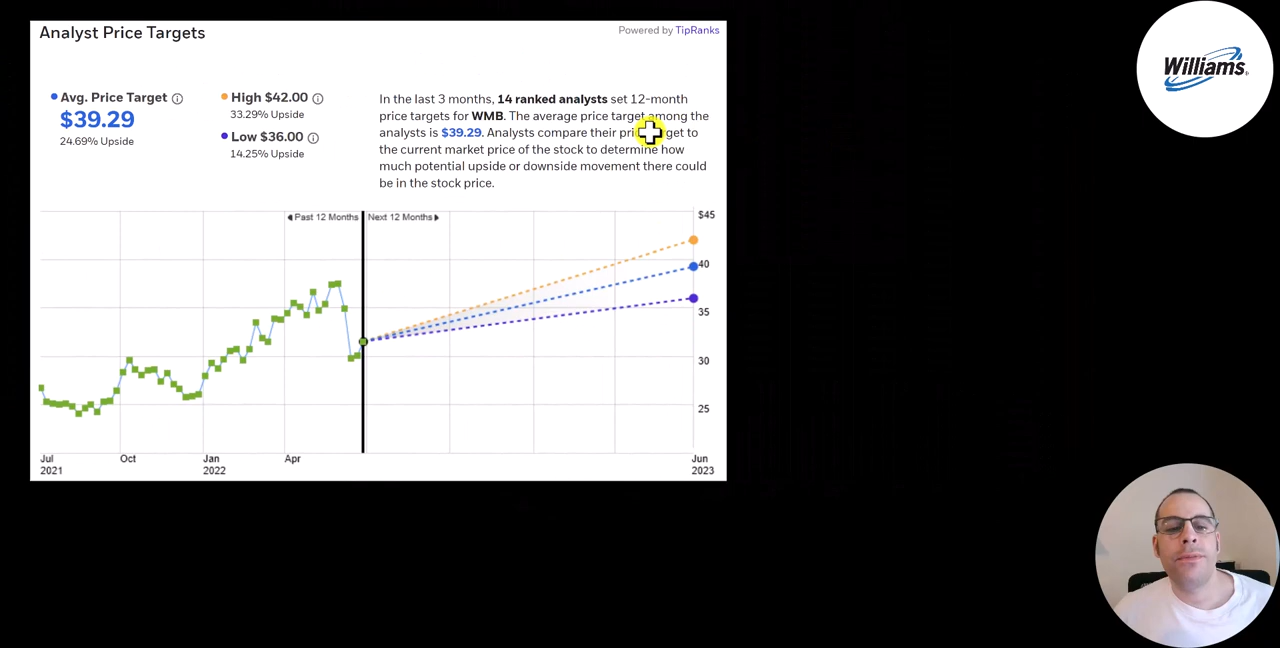 Analyst Price Targets
Powered by TipRanks
Williams
Avg. Price Target
$39.29
24.69% Upside
High $42.00
33.29% Upside
Low $36.00
14.25% Upside
In the last 3 months, 14 ranked analysts set 12-month
price targets for WMB. The average price target among the
analysts is $39.29. Analysts compare their to
the current market price of the stock to determine how
much potential upside or downside movement there could
be in the stock price.
Past 12 Months
Next 12 Months
$45
40
35
30
25
Jul
2021
Oct
Jan
2022
Apr
Jun
2023